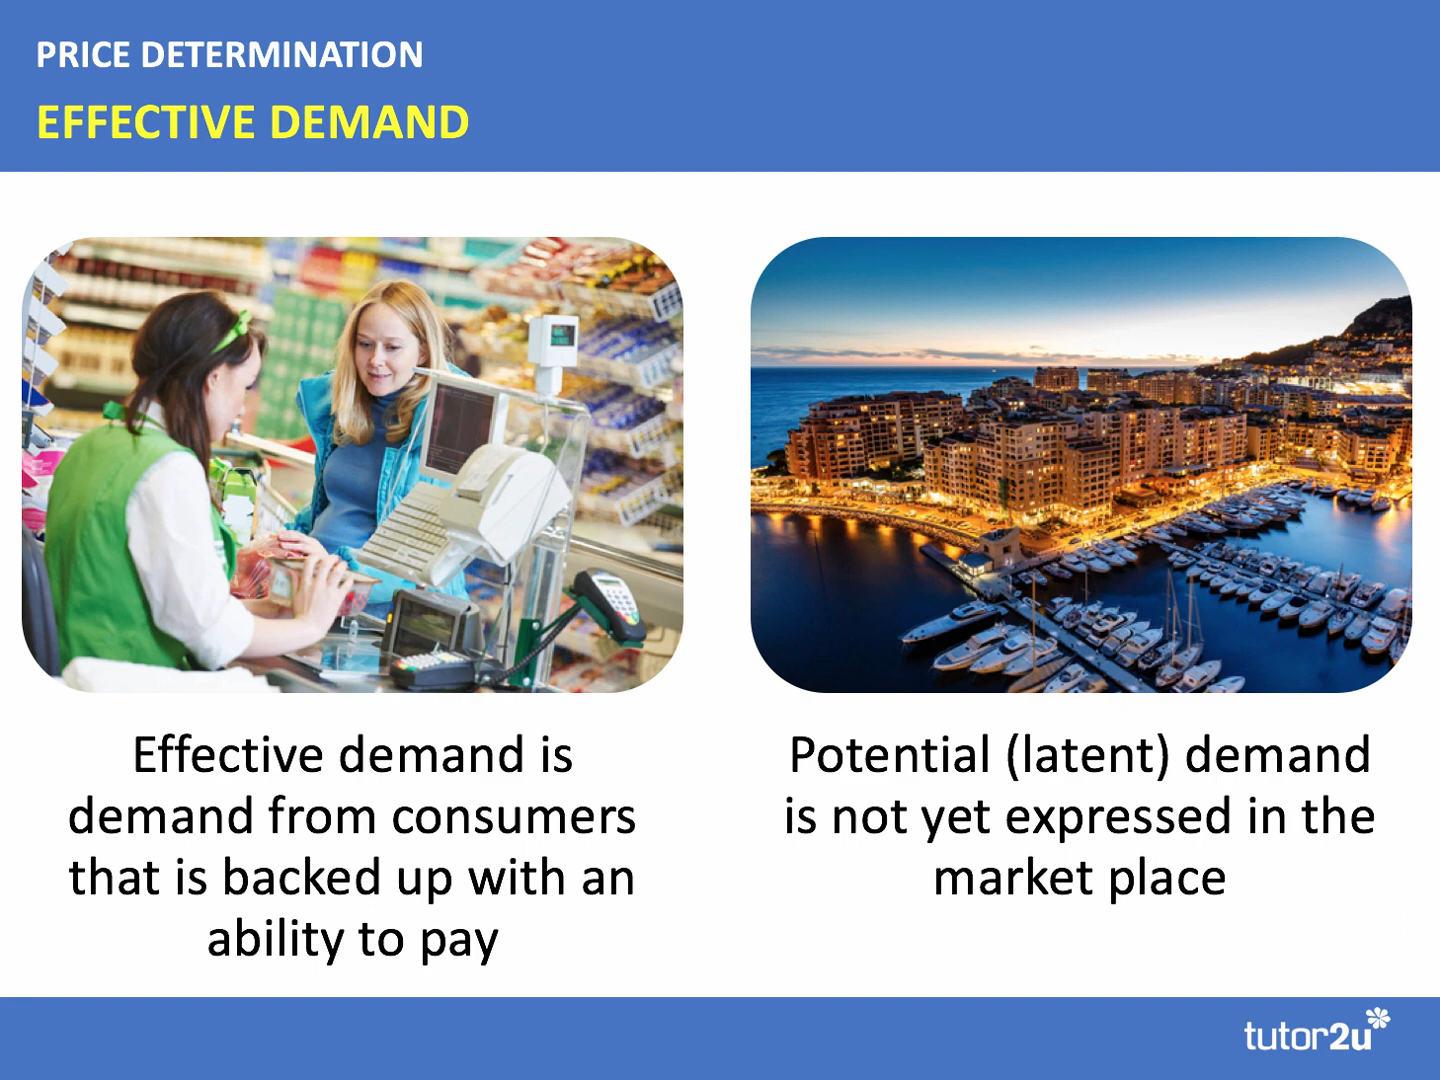 PRICE DETERMINATION
EFFECTIVE DEMAND
Effective demand is
demand from consumers
that is backed up with an
ability to pay
Potential (latent) demand
is not yet expressed in the
market place
tutor2u